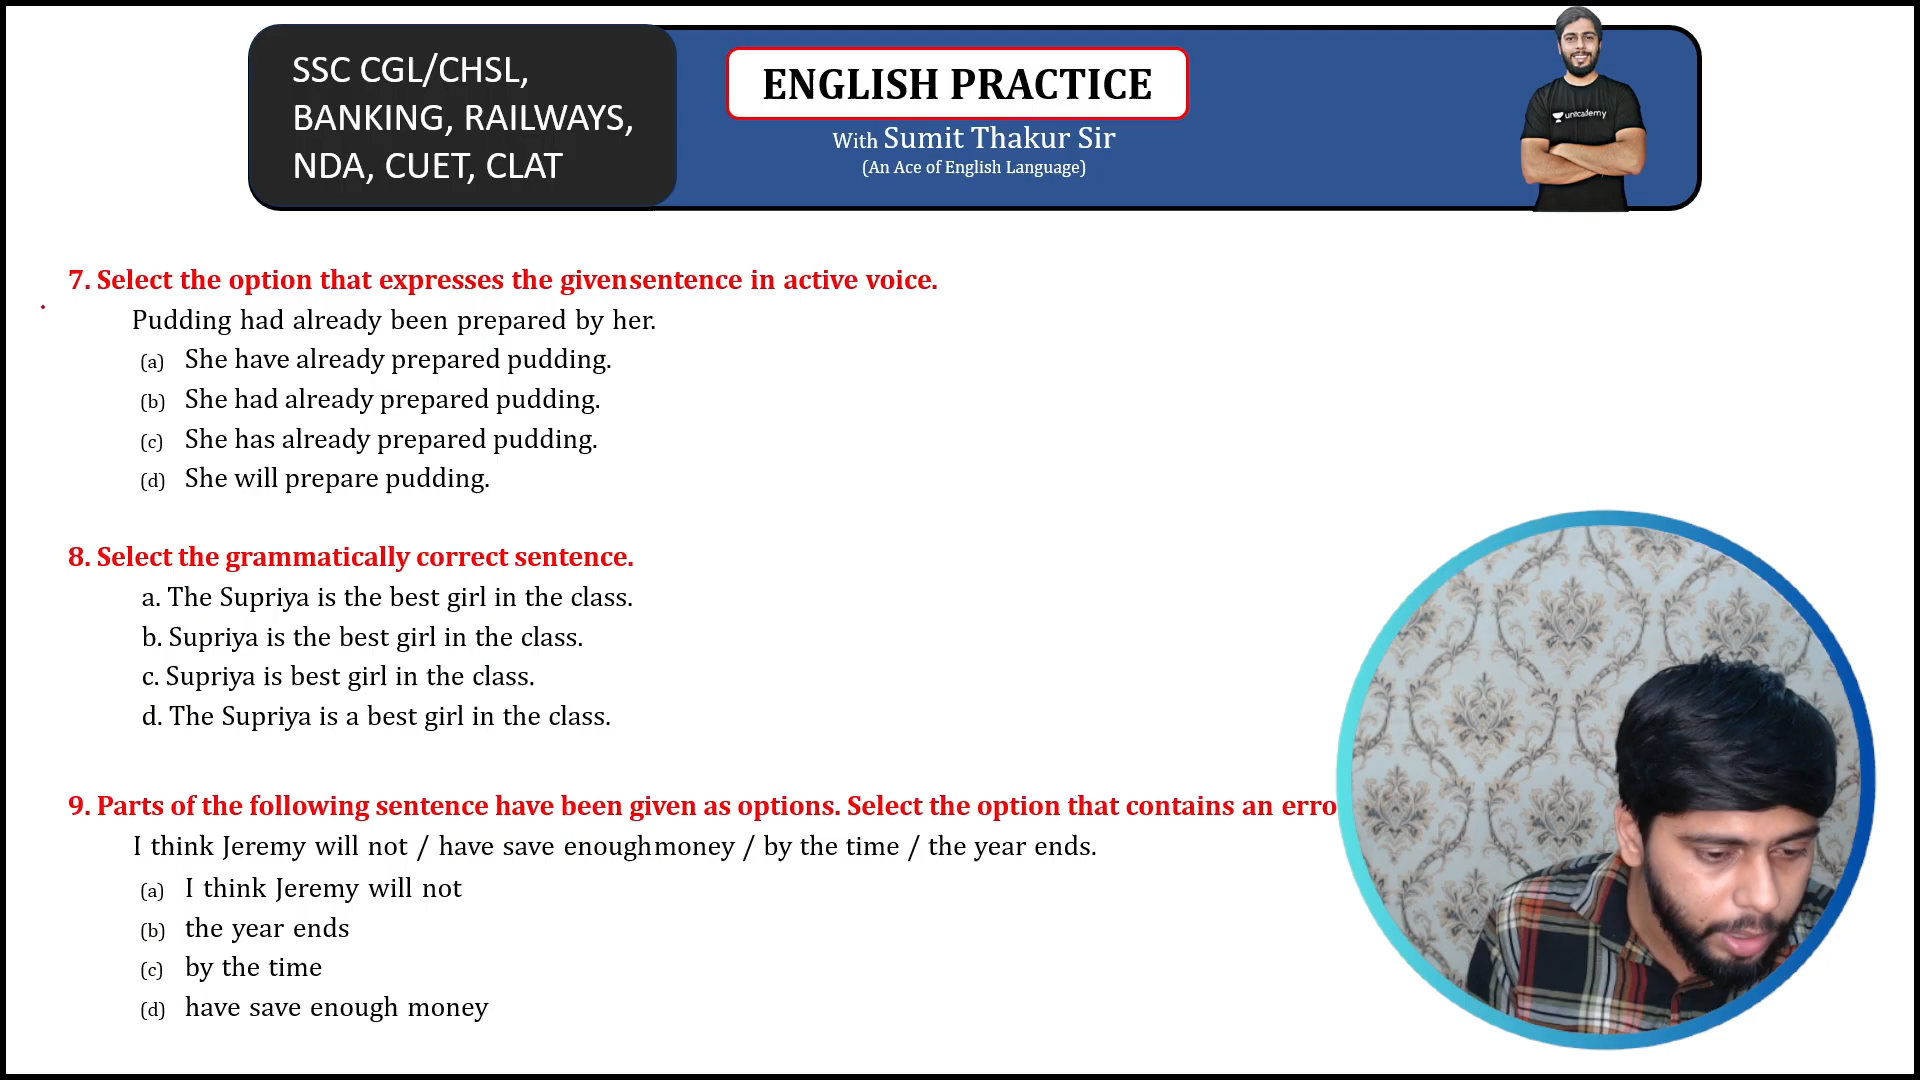 SSC CGL/CHSL,
BANKING, RAILWAYS,
NDA, CUET, CLAT
ENGLISH PRACTICE
With Sumit Thakur Sir
(An Ace of English Language)
unacademy
7. Select the option that expresses the givensentence in active voice.
Pudding had already been prepared by her.
(a) She have already prepared pudding.
(b) She had already prepared pudding.
(c) She has already prepared pudding.
(d) She will prepare pudding.
8. Select the grammatically correct sentence.
a. The Supriya is the best girl in the class.
b. Supriya is the best girl in the class.
c. Supriya is best girl in the class.
d. The Supriya is a best girl in the class.
9. Parts of the following sentence have been given as options. Select the option that contains an erro
I think Jeremy will not / have save enoughmoney / by the time / the year ends.
(a) I think Jeremy will not
(b) the year ends
(c) by the time
(d) have save enough money